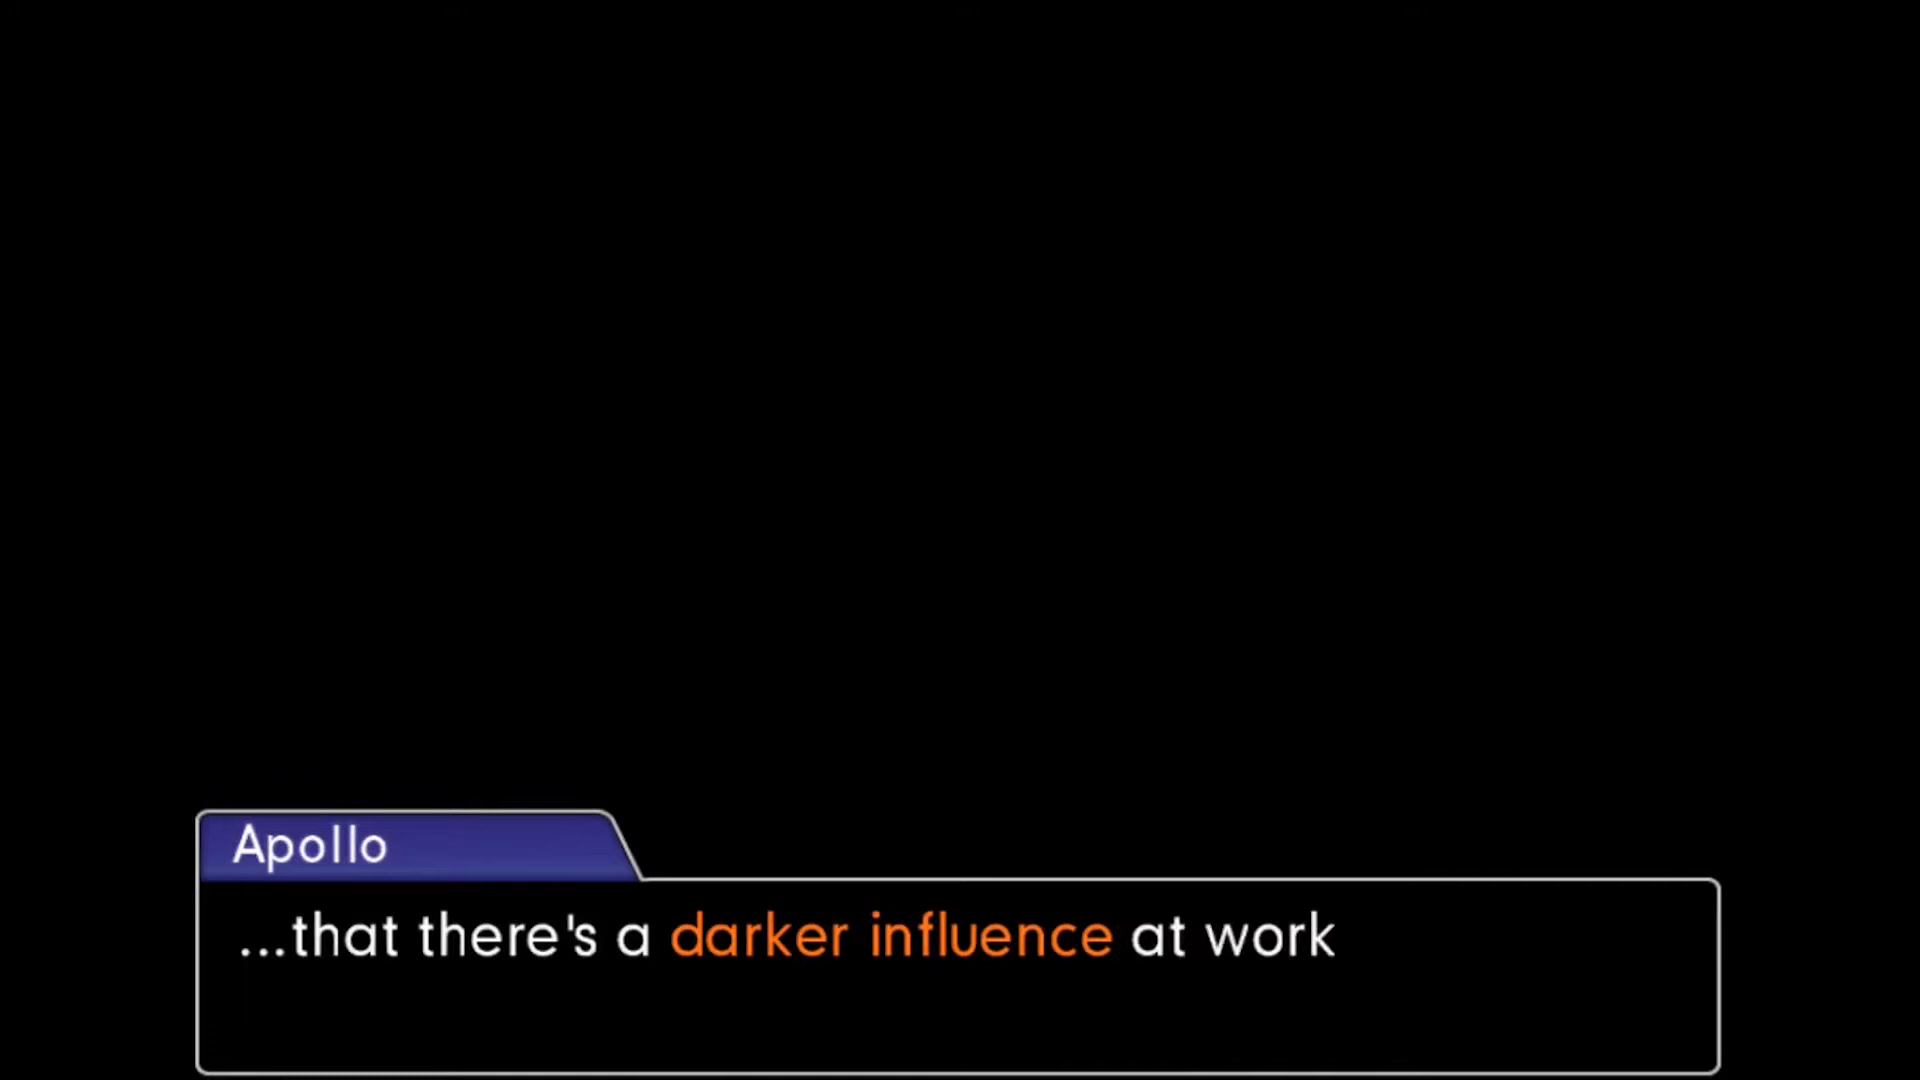 Apollo
...that there's a darker influence at work